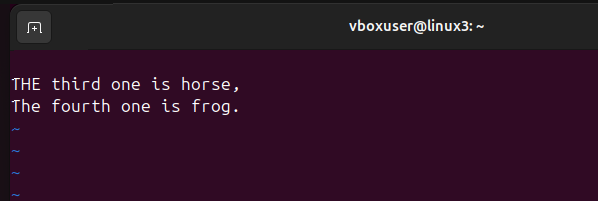 vboxuser@linux3: ~
THE third one is horse,
The fourth one is frog.
~
~
~
~